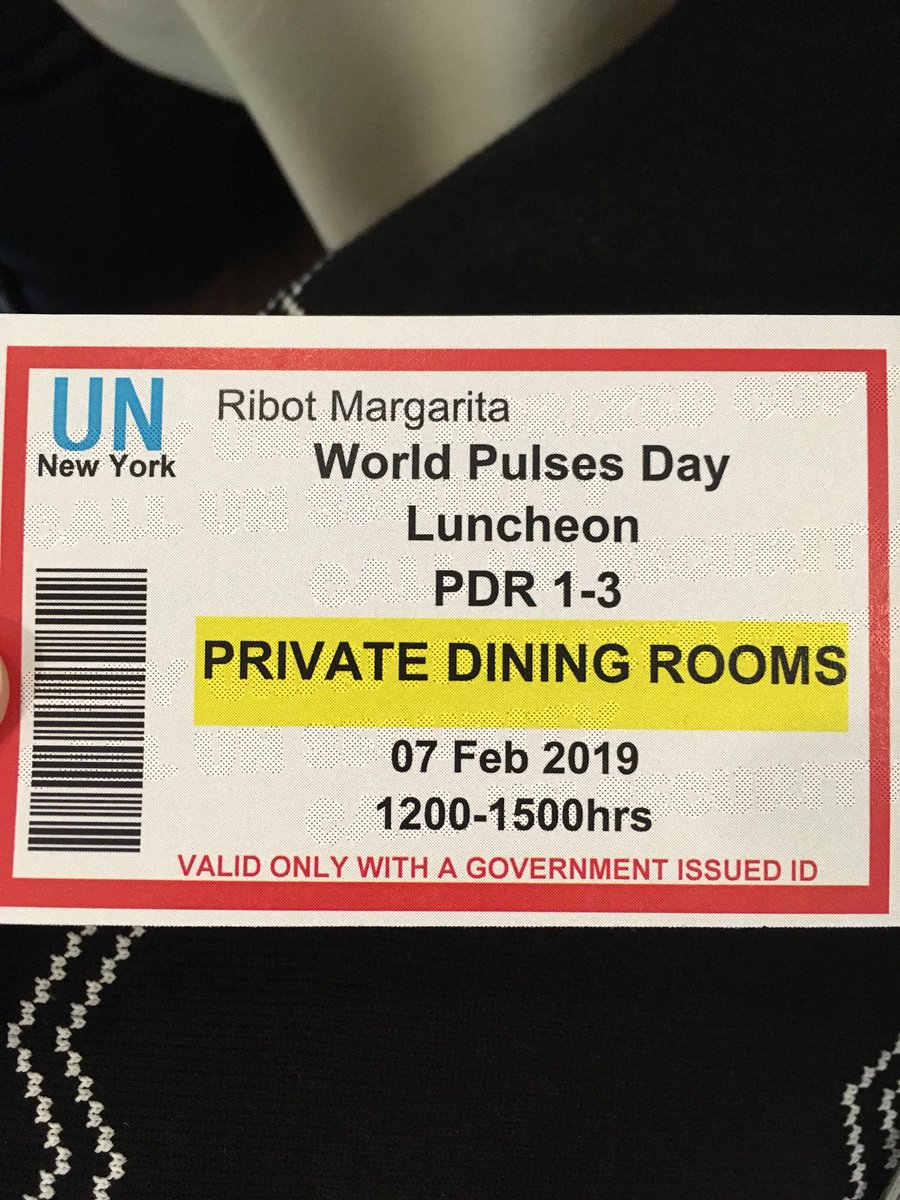 UN
New York
Ribot Margarita
World Pulses Day
Luncheon
PDR 1-3
PRIVATE DINING ROOMS
07 Feb 2019
1200-1500hrs
VALID ONLY WITH A GOVERNMENT ISSUED ID